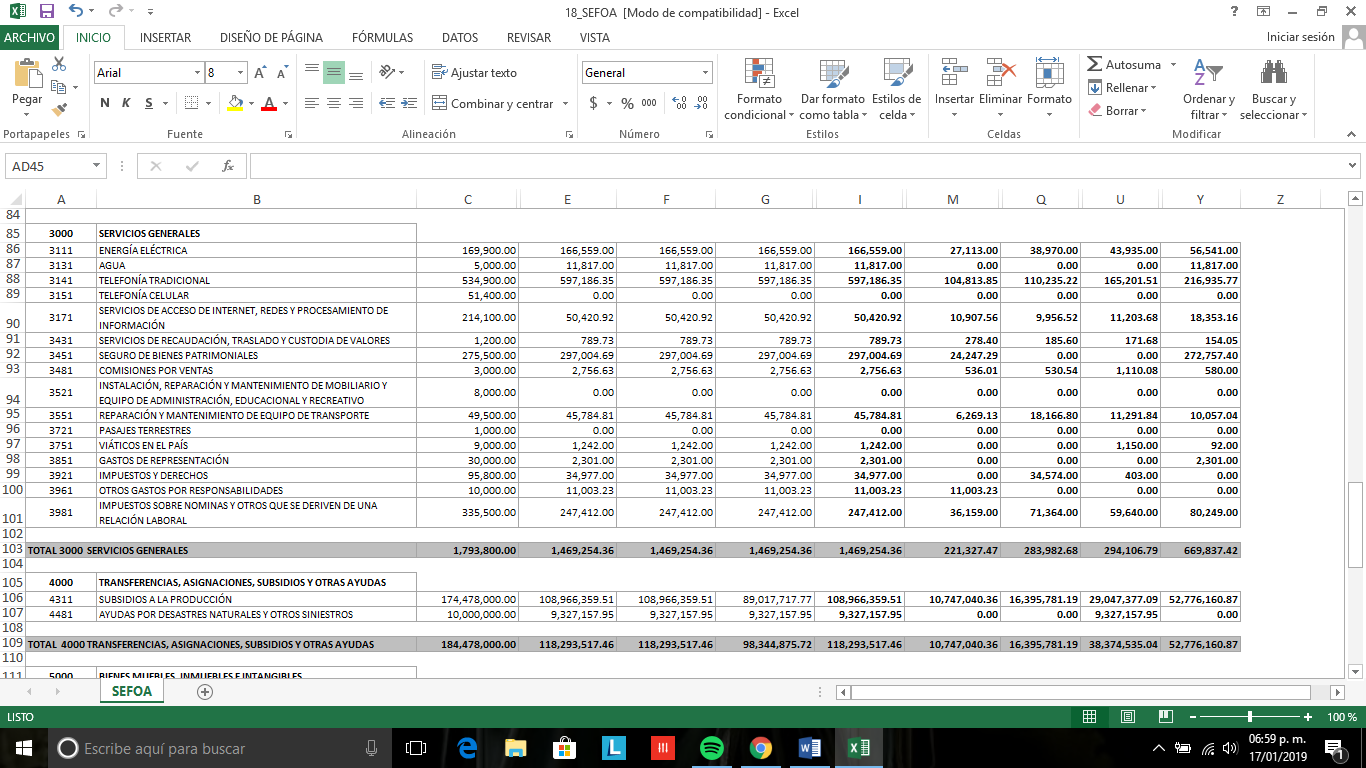 18_SEFOA [Modo de compatibilidad] - Excel
ARCHIVO INICIO INSERTAR DISEÑO DE PÁGINA FÓRMULAS DATOS REVISAR VISTA Iniciar sesión
Arial 8 Ajustar texto General Autosuma
Pegar Rellenar
N K S Combinar y centrar $ % 000 Borrar
Formato condicional Dar formato como tabla Estilos de celda Insertar Eliminar Formato Ordenar y filtrar Buscar y seleccionar
Portapapeles Fuente Alineación Número Estilos Celdas Modificar
AD45 fx
A B C E F G I M Q U Y Z
84
85 3000 SERVICIOS GENERALES
86 3111 ENERGÍA ELÉCTRICA 169,900.00 166,559.00 166,559.00 166,559.00 166,559.00 27,113.00 38,970.00 43,935.00 56,541.00
87 3131 AGUA 5,000.00 11,817.00 11,817.00 11,817.00 11,817.00 0.00 0.00 0.00 11,817.00
88 3141 TELEFONÍA TRADICIONAL 534,900.00 597,186.35 597,186.35 597,186.35 597,186.35 104,813.85 110,235.22 165,201.51 216,935.77
89 3151 TELEFONÍA CELULAR 51,400.00 0.00 0.00 0.00 0.00 0.00 0.00 0.00 0.00
90 3171 SERVICIOS DE ACCESO DE INTERNET, REDES Y PROCESAMIENTO DE
INFORMACIÓN 214,100.00 50,420.92 50,420.92 50,420.92 50,420.92 10,907.56 9,956.52 11,203.68 18,353.16
91 3431 SERVICIOS DE RECAUDACIÓN, TRASLADO Y CUSTODIA DE VALORES 1,200.00 789.73 789.73 789.73 789.73 278.40 185.60 171.68 154.05
92 3451 SEGURO DE BIENES PATRIMONIALES 275,500.00 297,004.69 297,004.69 297,004.69 297,004.69 24,247.29 0.00 0.00 272,757.40
93 3481 COMISIONES POR VENTAS 3,000.00 2,756.63 2,756.63 2,756.63 2,756.63 536.01 530.54 1,110.08 580.00
94 3521 INSTALACIÓN, REPARACIÓN Y MANTENIMIENTO DE MOBILIARIO Y
EQUIPO DE ADMINISTRACIÓN, EDUCACIONAL Y RECREATIVO 8,000.00 0.00 0.00 0.00 0.00 0.00 0.00 0.00 0.00
95 3551 REPARACIÓN Y MANTENIMIENTO DE EQUIPO DE TRANSPORTE 49,500.00 45,784.81 45,784.81 45,784.81 45,784.81 6,269.13 18,166.80 11,291.84 10,057.04
96 3721 PASAJES TERRESTRES 1,000.00 0.00 0.00 0.00 0.00 0.00 0.00 0.00 0.00
97 3751 VIÁTICOS EN EL PAÍS 9,000.00 1,242.00 1,242.00 1,242.00 1,242.00 0.00 0.00 1,150.00 92.00
98 3851 GASTOS DE REPRESENTACIÓN 30,000.00 2,301.00 2,301.00 2,301.00 2,301.00 0.00 0.00 0.00 2,301.00
99 3921 IMPUESTOS Y DERECHOS 95,800.00 34,977.00 34,977.00 34,977.00 34,977.00 0.00 34,574.00 403.00 0.00
100 3961 OTROS GASTOS POR RESPONSABILIDADES 10,000.00 11,003.23 11,003.23 11,003.23 11,003.23 11,003.23 0.00 0.00 0.00
101 3981 IMPUESTOS SOBRE NOMINAS Y OTROS QUE SE DERIVEN DE UNA
RELACIÓN LABORAL 335,500.00 247,412.00 247,412.00 247,412.00 247,412.00 36,159.00 71,364.00 59,640.00 80,249.00
102
103 TOTAL 3000 SERVICIOS GENERALES 1,793,800.00 1,469,254.36 1,469,254.36 1,469,254.36 1,469,254.36 221,327.47 283,982.68 294,106.79 669,837.42
104
105 4000 TRANSFERENCIAS, ASIGNACIONES, SUBSIDIOS Y OTRAS AYUDAS
106 4311 SUBSIDIOS A LA PRODUCCIÓN 174,478,000.00 108,966,359.51 108,966,359.51 89,017,717.77 108,966,359.51 10,747,040.36 16,395,781.19 29,047,377.09 52,776,160.87
107 4481 AYUDAS POR DESASTRES NATURALES Y OTROS SINIESTROS 10,000,000.00 9,327,157.95 9,327,157.95 9,327,157.95 9,327,157.95 0.00 0.00 9,327,157.95 0.00
108
109 TOTAL 4000 TRANSFERENCIAS, ASIGNACIONES, SUBSIDIOS Y OTRAS AYUDAS 184,478,000.00 118,293,517.46 118,293,517.46 98,344,875.72 118,293,517.46 10,747,040.36 16,395,781.19 38,374,535.04 52,776,160.87
110
111 5000 BIENES MUEBLES, INMUEBLES E INTANGIBLES
SEFOA
LISTO 100 %
Escribe aquí para buscar
06:59 p. m.
17/01/2019
1